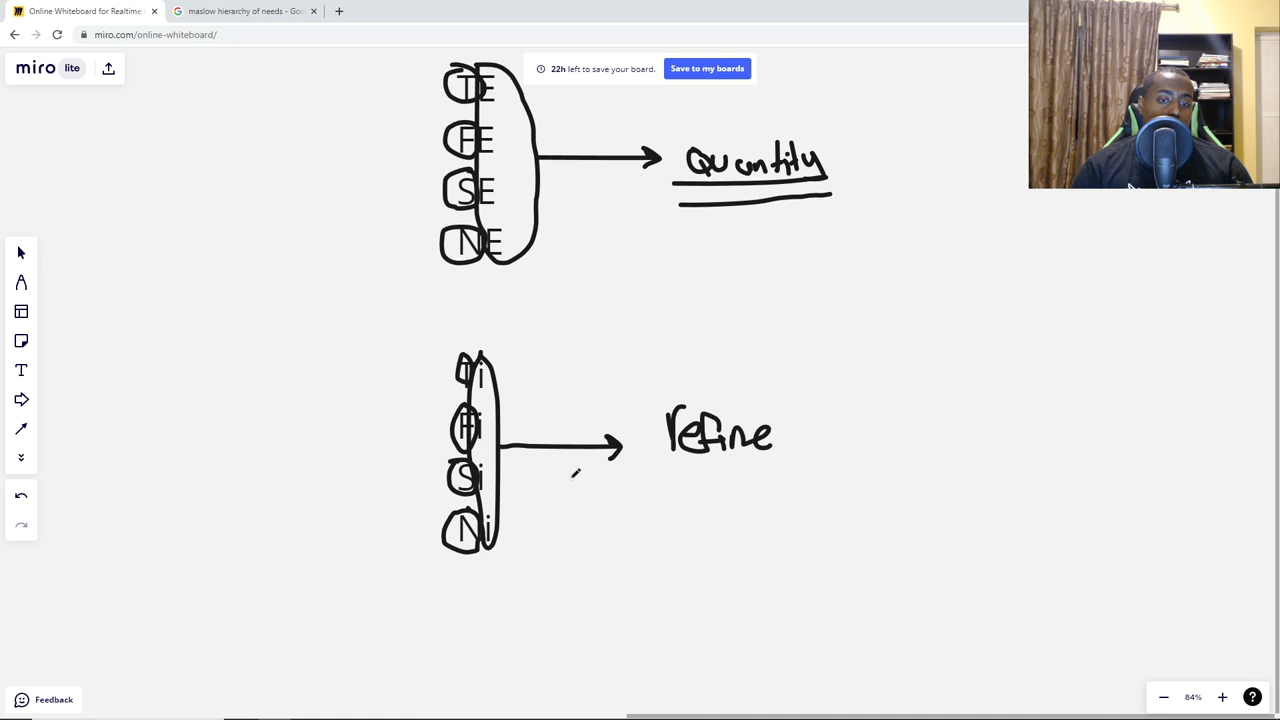 Online Whiteboard for Realtime
maslow hierarchy of needs - Goo
miro.com/online-whiteboard/
miro lite
22h left to save your board.
Save to my boards
TE
FE
SE
NE
Quantity
Ti
Fi
Si
Ni
refine
Feedback
84%